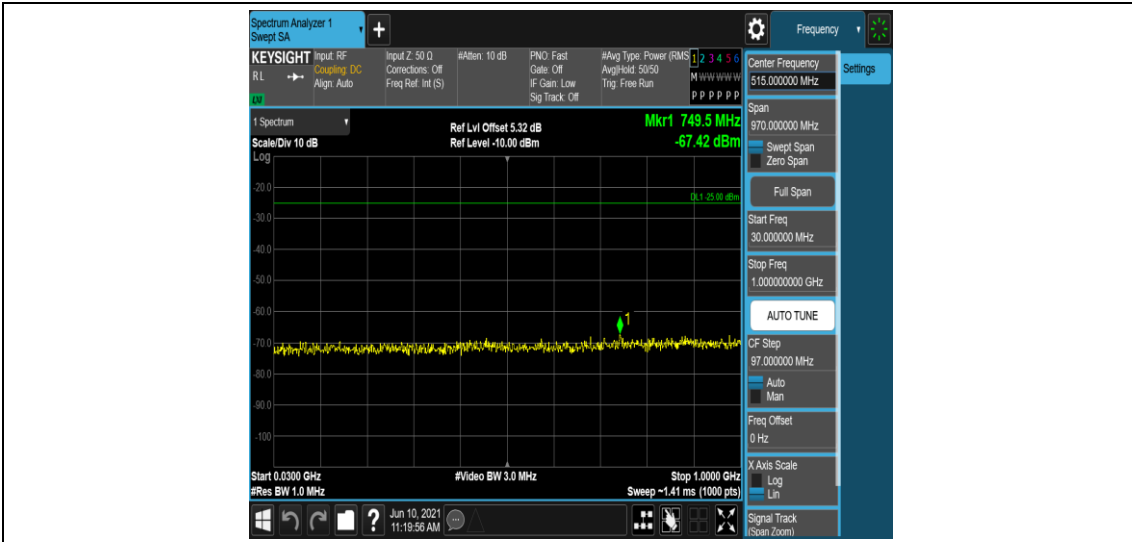 Spectrum Analyzer 1
Swept SA
+
Frequency
Settings
KEYSIGHT
RL
LXI
Input: RF
Coupling: DC
Align: Auto
Input Z: 50 Ω
Corrections: Off
Freq Ref: Int (S)
#Atten: 10 dB
PNO: Fast
Gate: Off
IF Gain: Low
Sig Track: Off
#Avg Type: Power (RMS
Avg|Hold: 50/50
Trig: Free Run
1 2 3 4 5 6
M W W W W W
P P P P P P
1 Spectrum
Scale/Div 10 dB
Log
Ref Lvl Offset 5.32 dB
Ref Level -10.00 dBm
Mkr1 749.5 MHz
-67.42 dBm
DL1 -25.00 dBm
-20.0
-30.0
-40.0
-50.0
-60.0
-70.0
-80.0
-90.0
-100
1
Start 0.0300 GHz
#Res BW 1.0 MHz
#Video BW 3.0 MHz
Stop 1.0000 GHz
Sweep ~1.41 ms (1000 pts)
?
Jun 10, 2021
11:19:56 AM
Center Frequency
515.000000 MHz
Span
970.000000 MHz
Swept Span
Zero Span
Full Span
Start Freq
30.000000 MHz
Stop Freq
1.000000000 GHz
AUTO TUNE
CF Step
97.000000 MHz
Auto
Man
Freq Offset
0 Hz
X Axis Scale
Log
Lin
Signal Track
(Span Zoom)